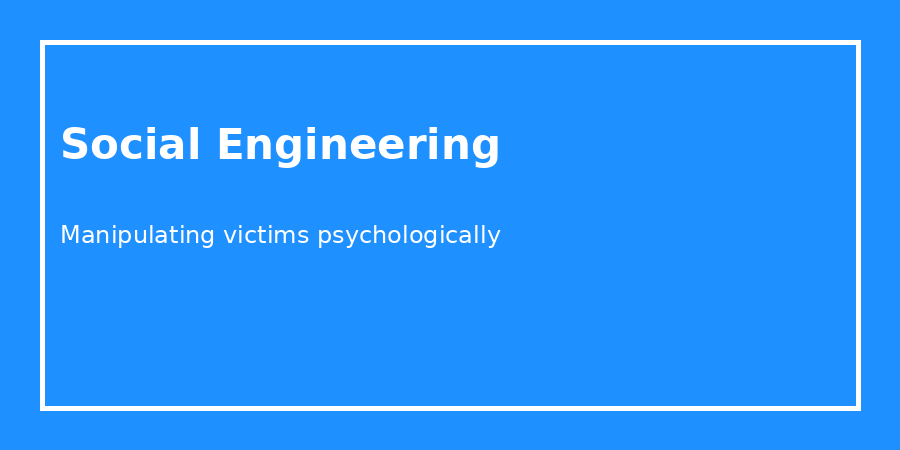 Social Engineering
Manipulating victims psychologically